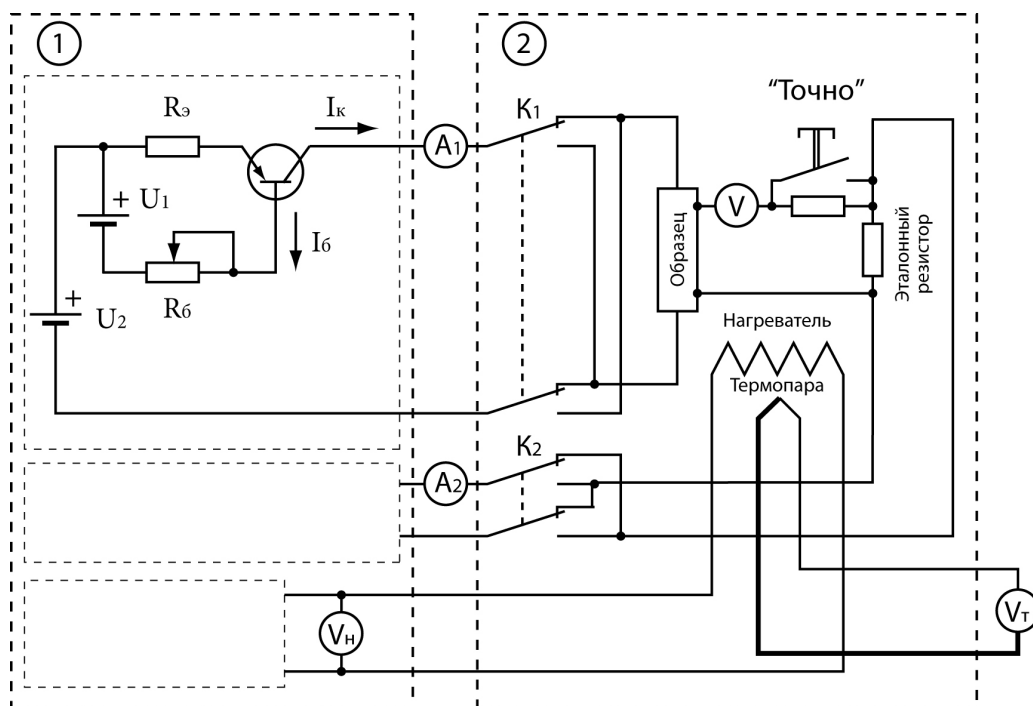 1
2
Rэ
Iк
A1
K1
“Точно”
+ U1
Iб
Rб
+
U2
Образец
V
Эталонный
резистор
Нагреватель
Термопара
A2
K2
Vн
Vт